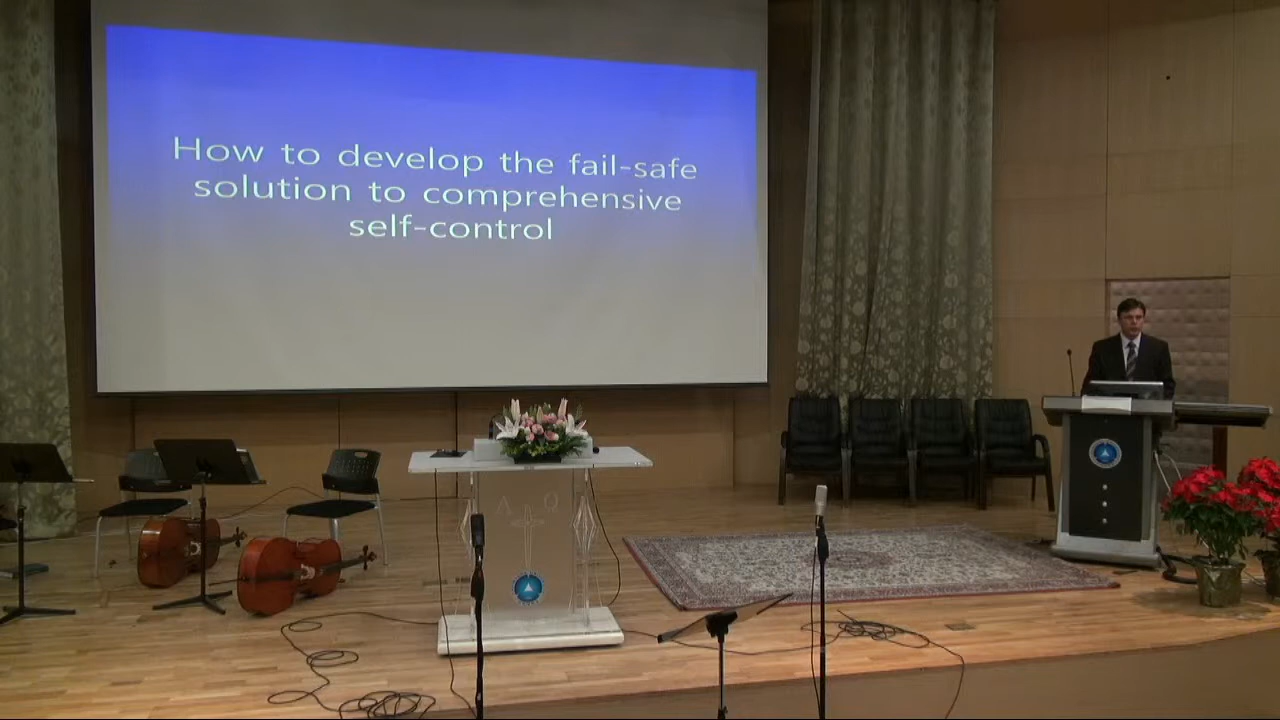 How to develop the fail-safe
solution to comprehensive
self-control
A Ω